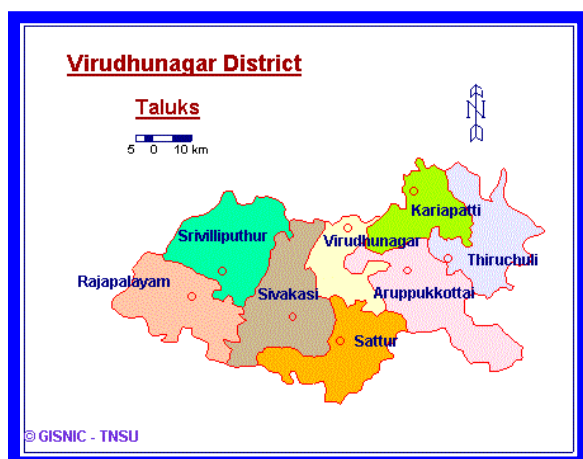 Virudhunagar District
Taluks
5 0 10 km
N
Kariapatti
Srivilliputhur
Virudhunagar
Thiruchuli
Rajapalayam
Sivakasi
Aruppukkottai
Sattur
© GISNIC - TNSU